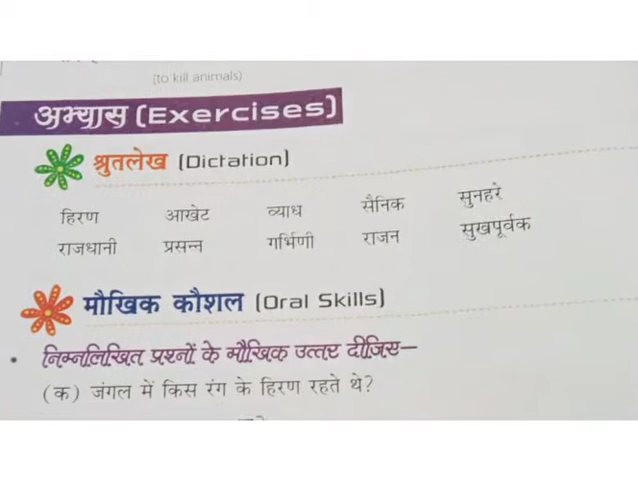 (to kill animals)
अभ्यास (Exercises)
श्रुतलेख (Dictation)
हिरण आखेट व्याध सैनिक सुनहरे
राजधानी प्रसन्न गर्भिणी राजन सुखपूर्वक
मौखिक कौशल (Oral Skills)
• निम्नलिखित प्रश्नों के मौखिक उत्तर दीजिए—
(क) जंगल में किस रंग के हिरण रहते थे?